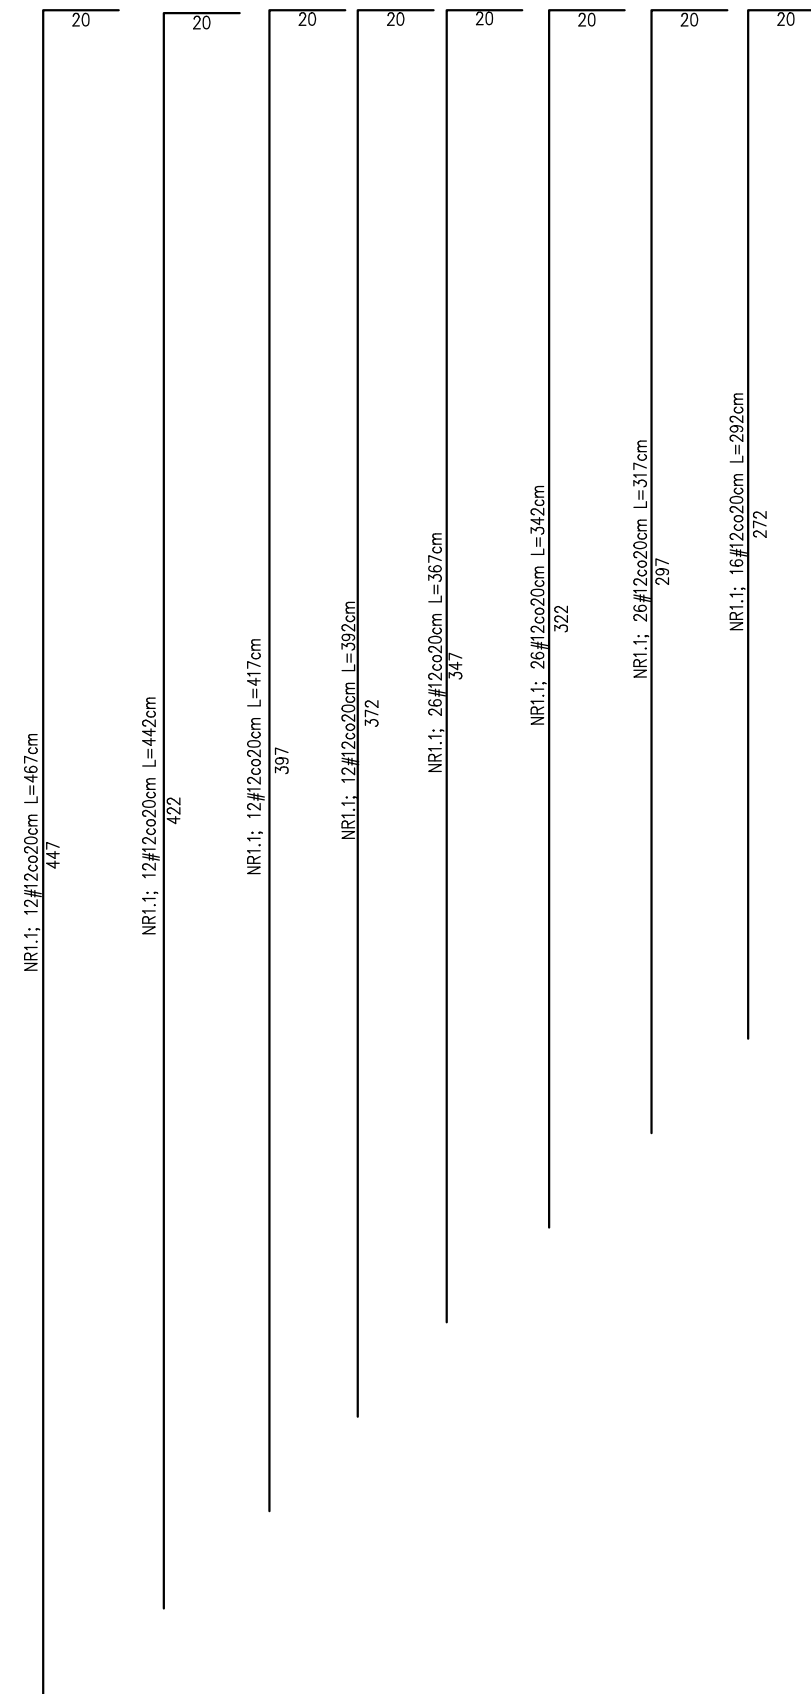 20
20
20
20
20
20
20
20
NR1.1; 12#12co20cm L=467cm
447
NR1.1; 12#12co20cm L=442cm
422
NR1.1; 12#12co20cm L=417cm
397
NR1.1; 12#12co20cm L=392cm
372
NR1.1; 26#12co20cm L=367cm
347
NR1.1; 26#12co20cm L=342cm
322
NR1.1; 26#12co20cm L=317cm
297
NR1.1; 16#12co20cm L=292cm
272